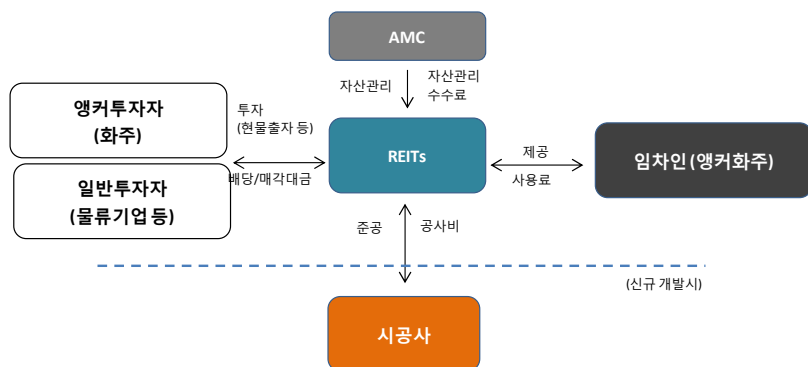 AMC
자산관리
자산관리
수수료
앵커투자자
(화주)
투자
(현물출자 등)
REITs
제공
임차인(앵커화주)
사용료
일반투자자
(물류기업 등)
배당/매각대금
준공
공사비
(신규 개발시)
시공사